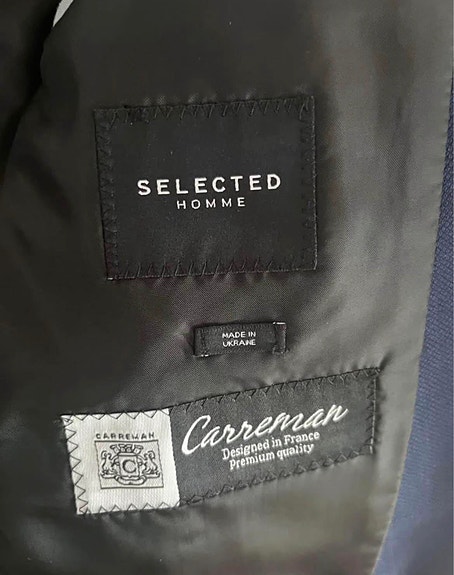 SELECTED
HOMME
MADE IN
UKRAINE
CARREMAN
C
Carreman
Designed in France
Premium quality